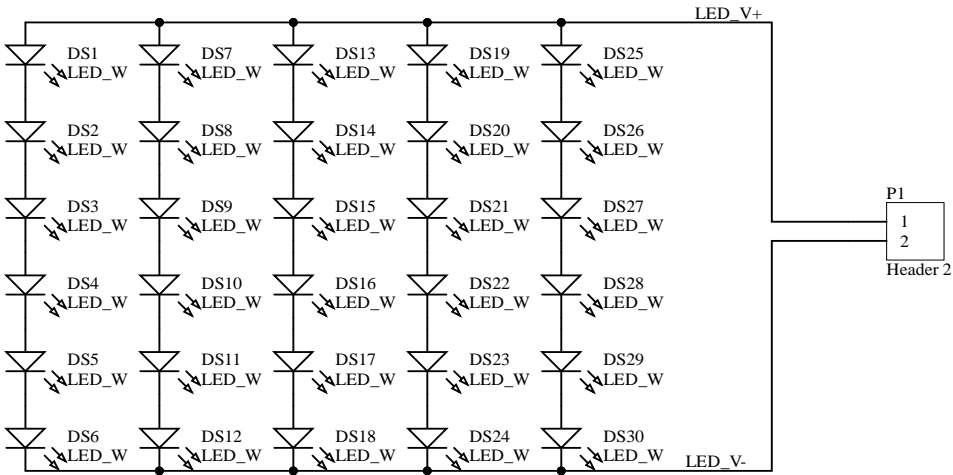 LED_V+
DS1 DS7 DS13 DS19 DS25
LED_W LED_W LED_W LED_W LED_W
DS2 DS8 DS14 DS20 DS26
LED_W LED_W LED_W LED_W LED_W
P1
DS3 DS9 DS15 DS21 DS27
LED_W LED_W LED_W LED_W LED_W
1
2
Header 2
DS4 DS10 DS16 DS22 DS28
LED_W LED_W LED_W LED_W LED_W
DS5 DS11 DS17 DS23 DS29
LED_W LED_W LED_W LED_W LED_W
DS6 DS12 DS18 DS24 DS30
LED_W LED_W LED_W LED_W LED_W
LED_V-